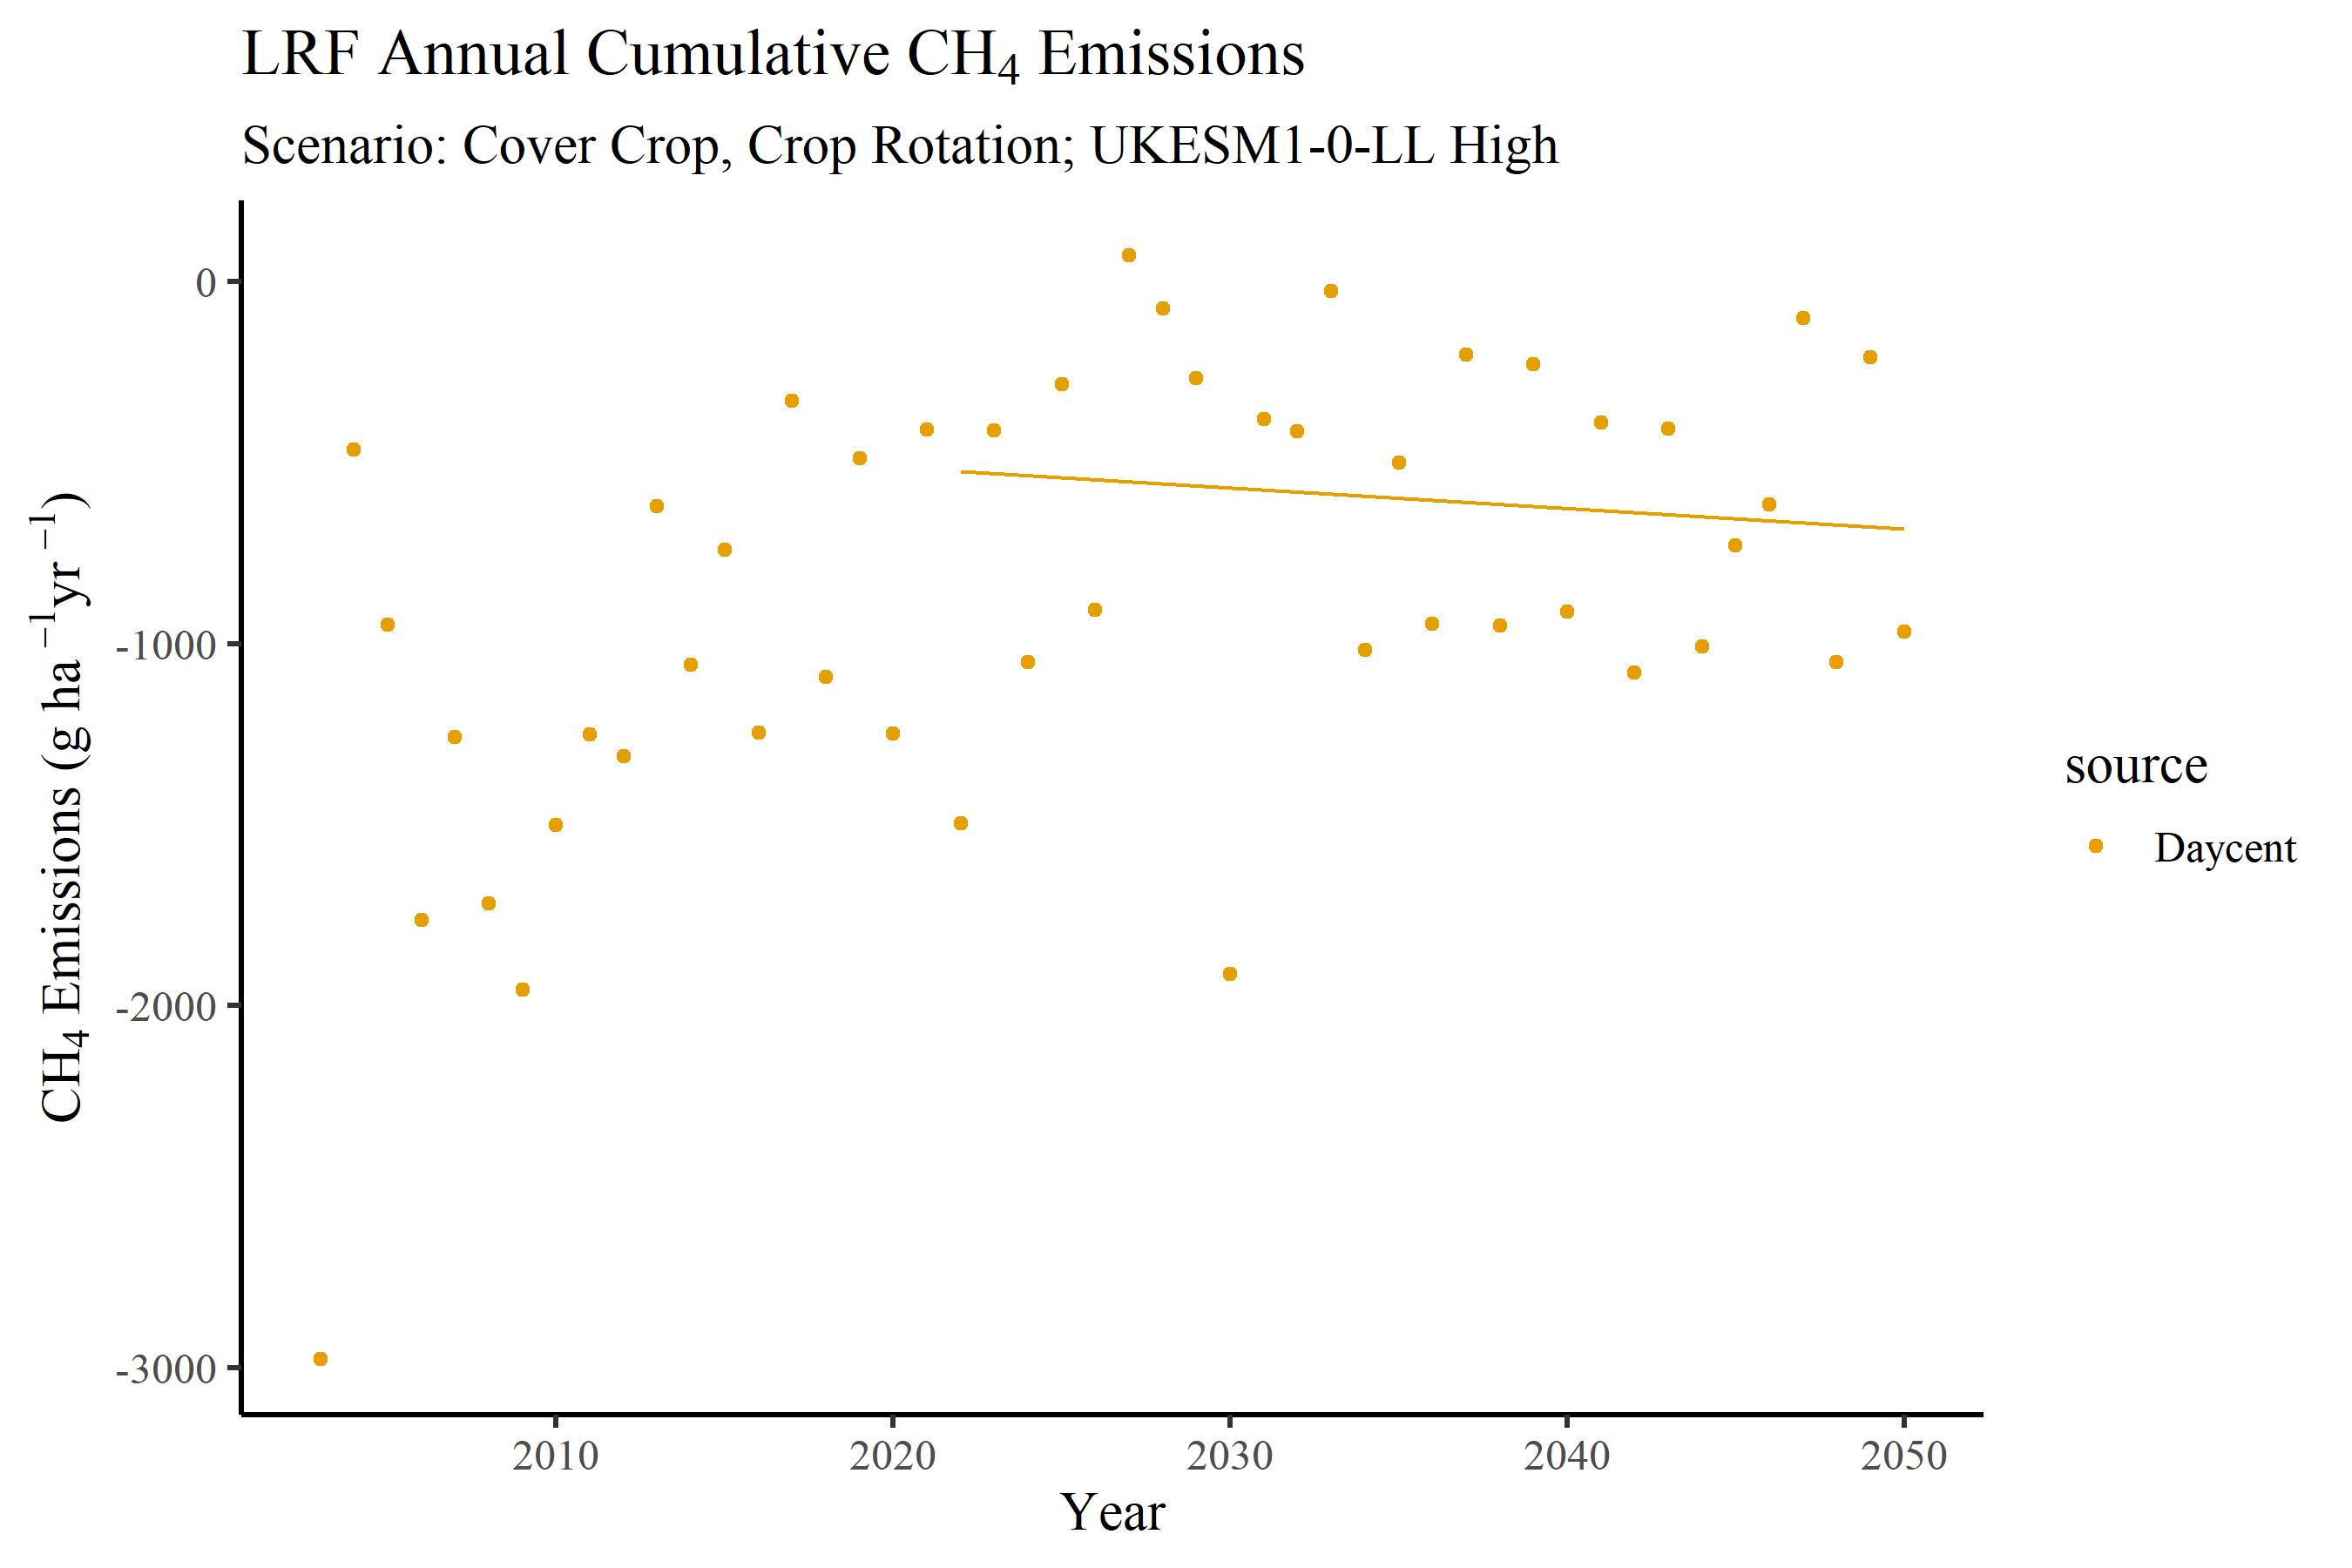 LRF Annual Cumulative CH₄ Emissions
Scenario: Cover Crop, Crop Rotation; UKESM1-0-LL High
CH₄ Emissions (g ha ⁻¹yr ⁻¹)
0
-1000
-2000
-3000
2010 2020 2030 2040 2050
Year
source
Daycent